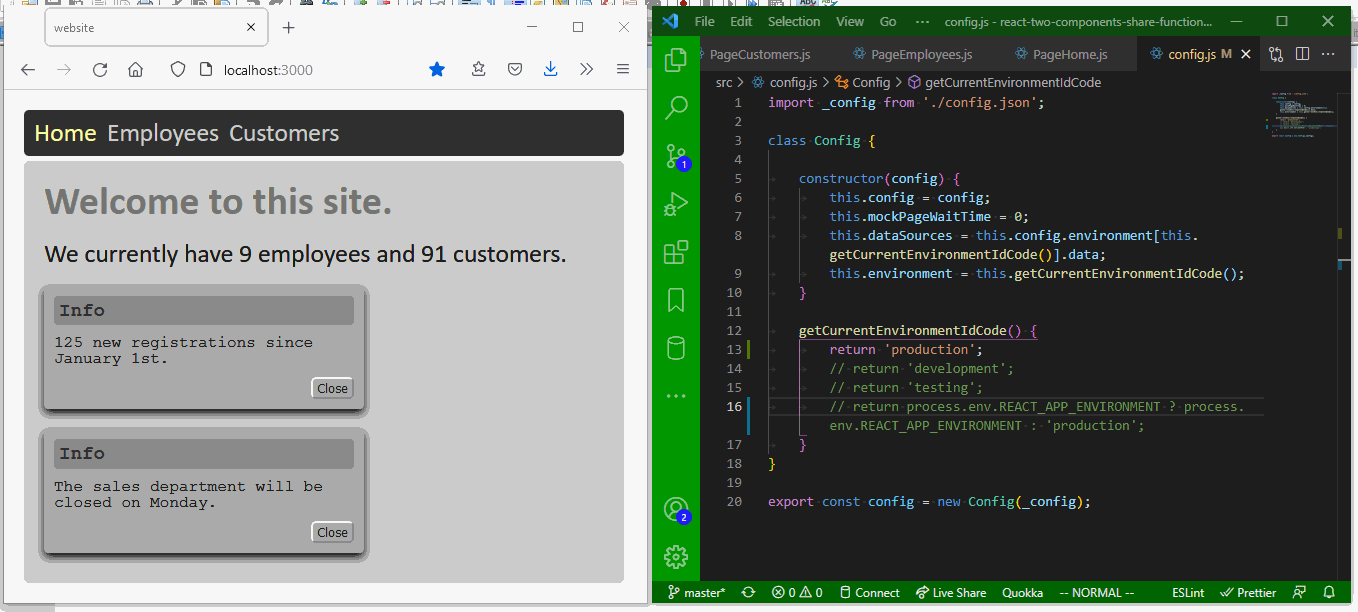 website
localhost:3000
Home Employees Customers
Welcome to this site.
We currently have 9 employees and 91 customers.
Info
125 new registrations since
January 1st.
Close
Info
The sales department will be
closed on Monday.
Close
File Edit Selection View Go ··· config.js - react-two-components-share-function...
PageCustomers.js PageEmployees.js PageHome.js config.js M
src > config.js > Config > getCurrentEnvironmentIdCode
1 import _config from './config.json';
2
3 class Config {
4
5 constructor(config) {
6 this.config = config;
7 this.mockPageWaitTime = 0;
8 this.dataSources = this.config.environment[this.
getCurrentEnvironmentIdCode()].data;
9 this.environment = this.getCurrentEnvironmentIdCode();
10 }
11
12 getCurrentEnvironmentIdCode() {
13 return 'production';
14 // return 'development';
15 // return 'testing';
16 // return process.env.REACT_APP_ENVIRONMENT ? process.
env.REACT_APP_ENVIRONMENT : 'production';
17 }
18 }
19
20 export const config = new Config(_config);
1
2
master* 0 0 Connect Live Share Quokka -- NORMAL -- ESLint Prettier